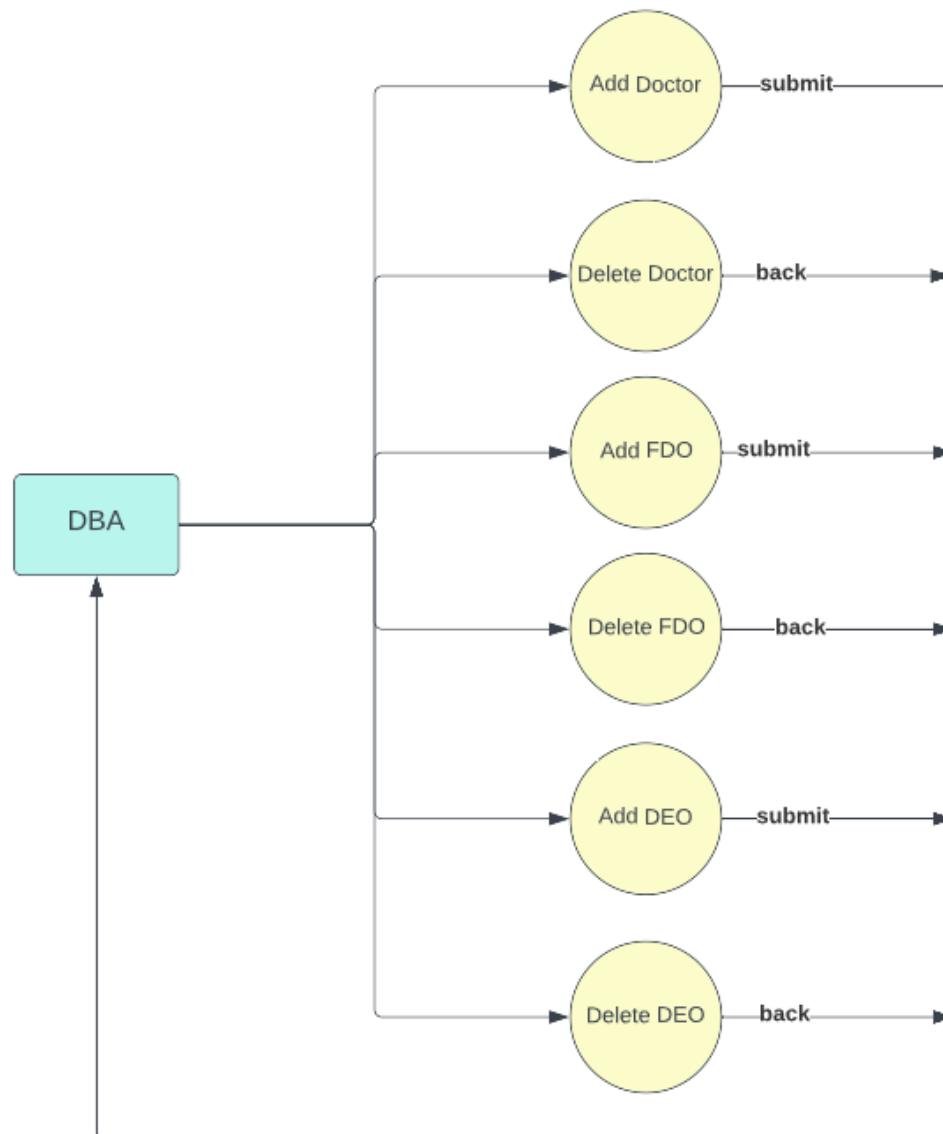 Add Doctor
submit
Delete Doctor
back
Add FDO
submit
DBA
Delete FDO
back
Add DEO
submit
Delete DEO
back